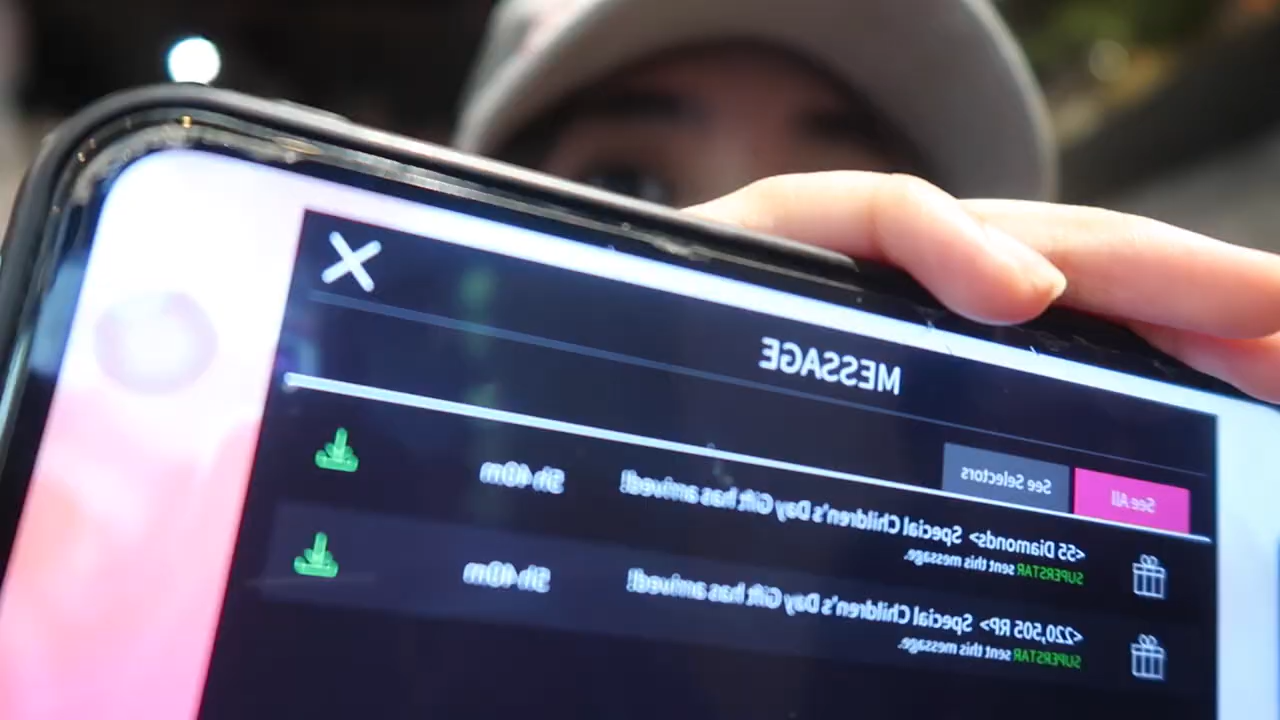 MESSAGE
See All
See Selectors
<55 Diamonds> Special Children's Day Gift has arrived!
5h 40m
SUPERSTAR sent this message.
<220,505 RP> Special Children's Day Gift has arrived!
5h 40m
SUPERSTAR sent this message.